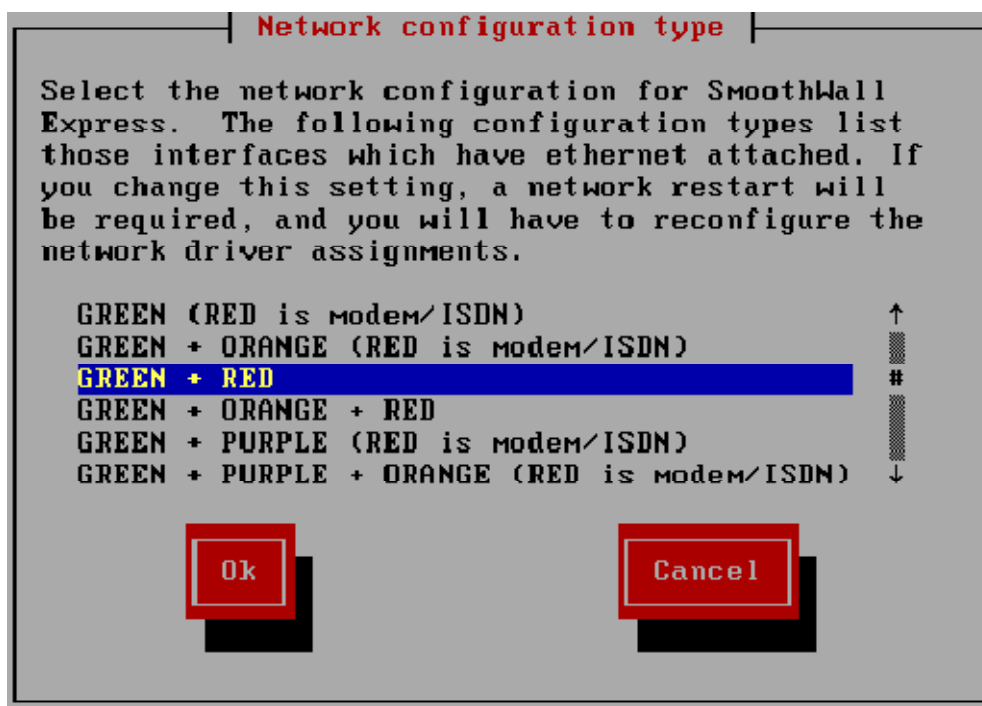 Network configuration type
Select the network configuration for SmoothWall
Express.  The following configuration types list
those interfaces which have ethernet attached. If
you change this setting, a network restart will
be required, and you will have to reconfigure the
network driver assignments.
GREEN (RED is modem/ISDN) ↑
GREEN + ORANGE (RED is modem/ISDN)
GREEN + RED #
GREEN + ORANGE + RED
GREEN + PURPLE (RED is modem/ISDN)
GREEN + PURPLE + ORANGE (RED is modem/ISDN) ↓
Ok Cancel